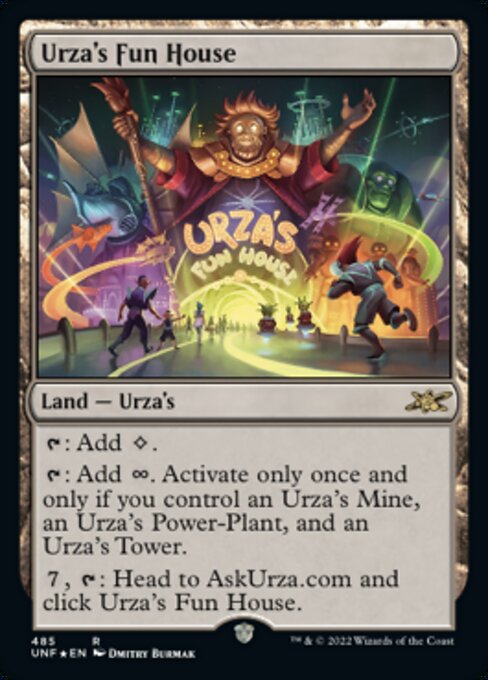 Urza's Fun House
URZA'S
FUN HOUSE
Land — Urza's
: Add .
: Add ∞. Activate only once and
only if you control an Urza's Mine,
an Urza's Power-Plant, and an
Urza's Tower.
7, : Head to AskUrza.com and
click Urza's Fun House.
485 R
UNF★EN Dmitry Burmak
™ & © 2022 Wizards of the Coast